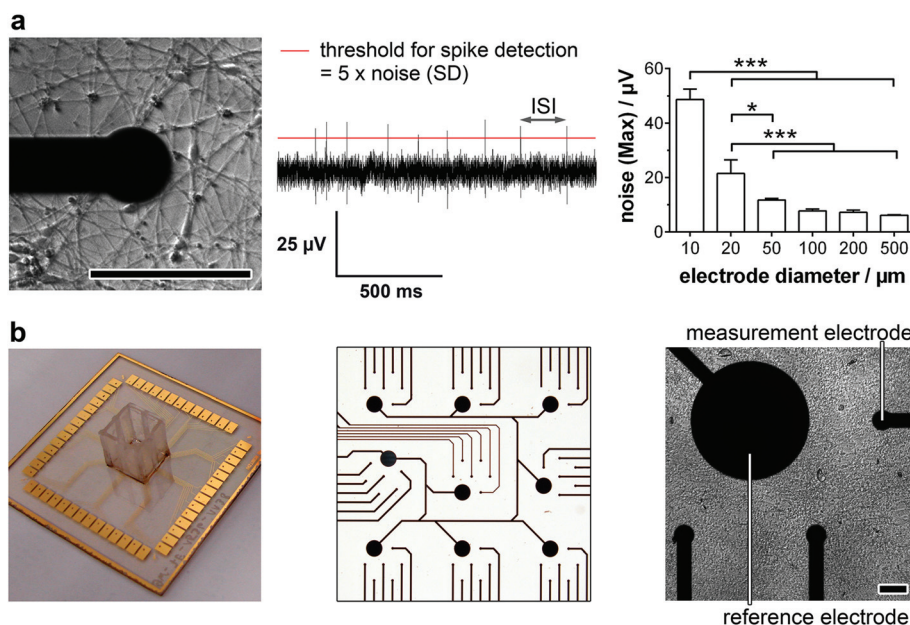 a
threshold for spike detection
= 5 x noise (SD)
ISI
25 µV
500 ms
noise (Max) / µV
60
40
20
0
***
*
***
10 20 50 100 200 500
electrode diameter / µm
b
measurement electrode
reference electrode